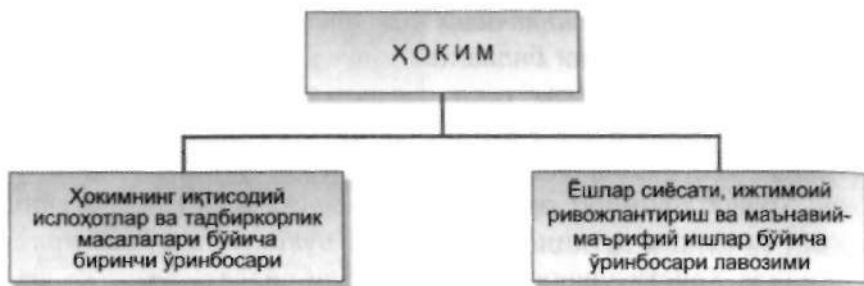 ҲОКИМ
Ҳокимнинг иқтисодий
ислоҳотлар ва тадбиркорлик
масалалари бўйича
биринчи ўринбосари
Ёшлар сиёсати, ижтимоий
ривожлантириш ва маънавий-
маърифий ишлар бўйича
ўринбосари лавозими